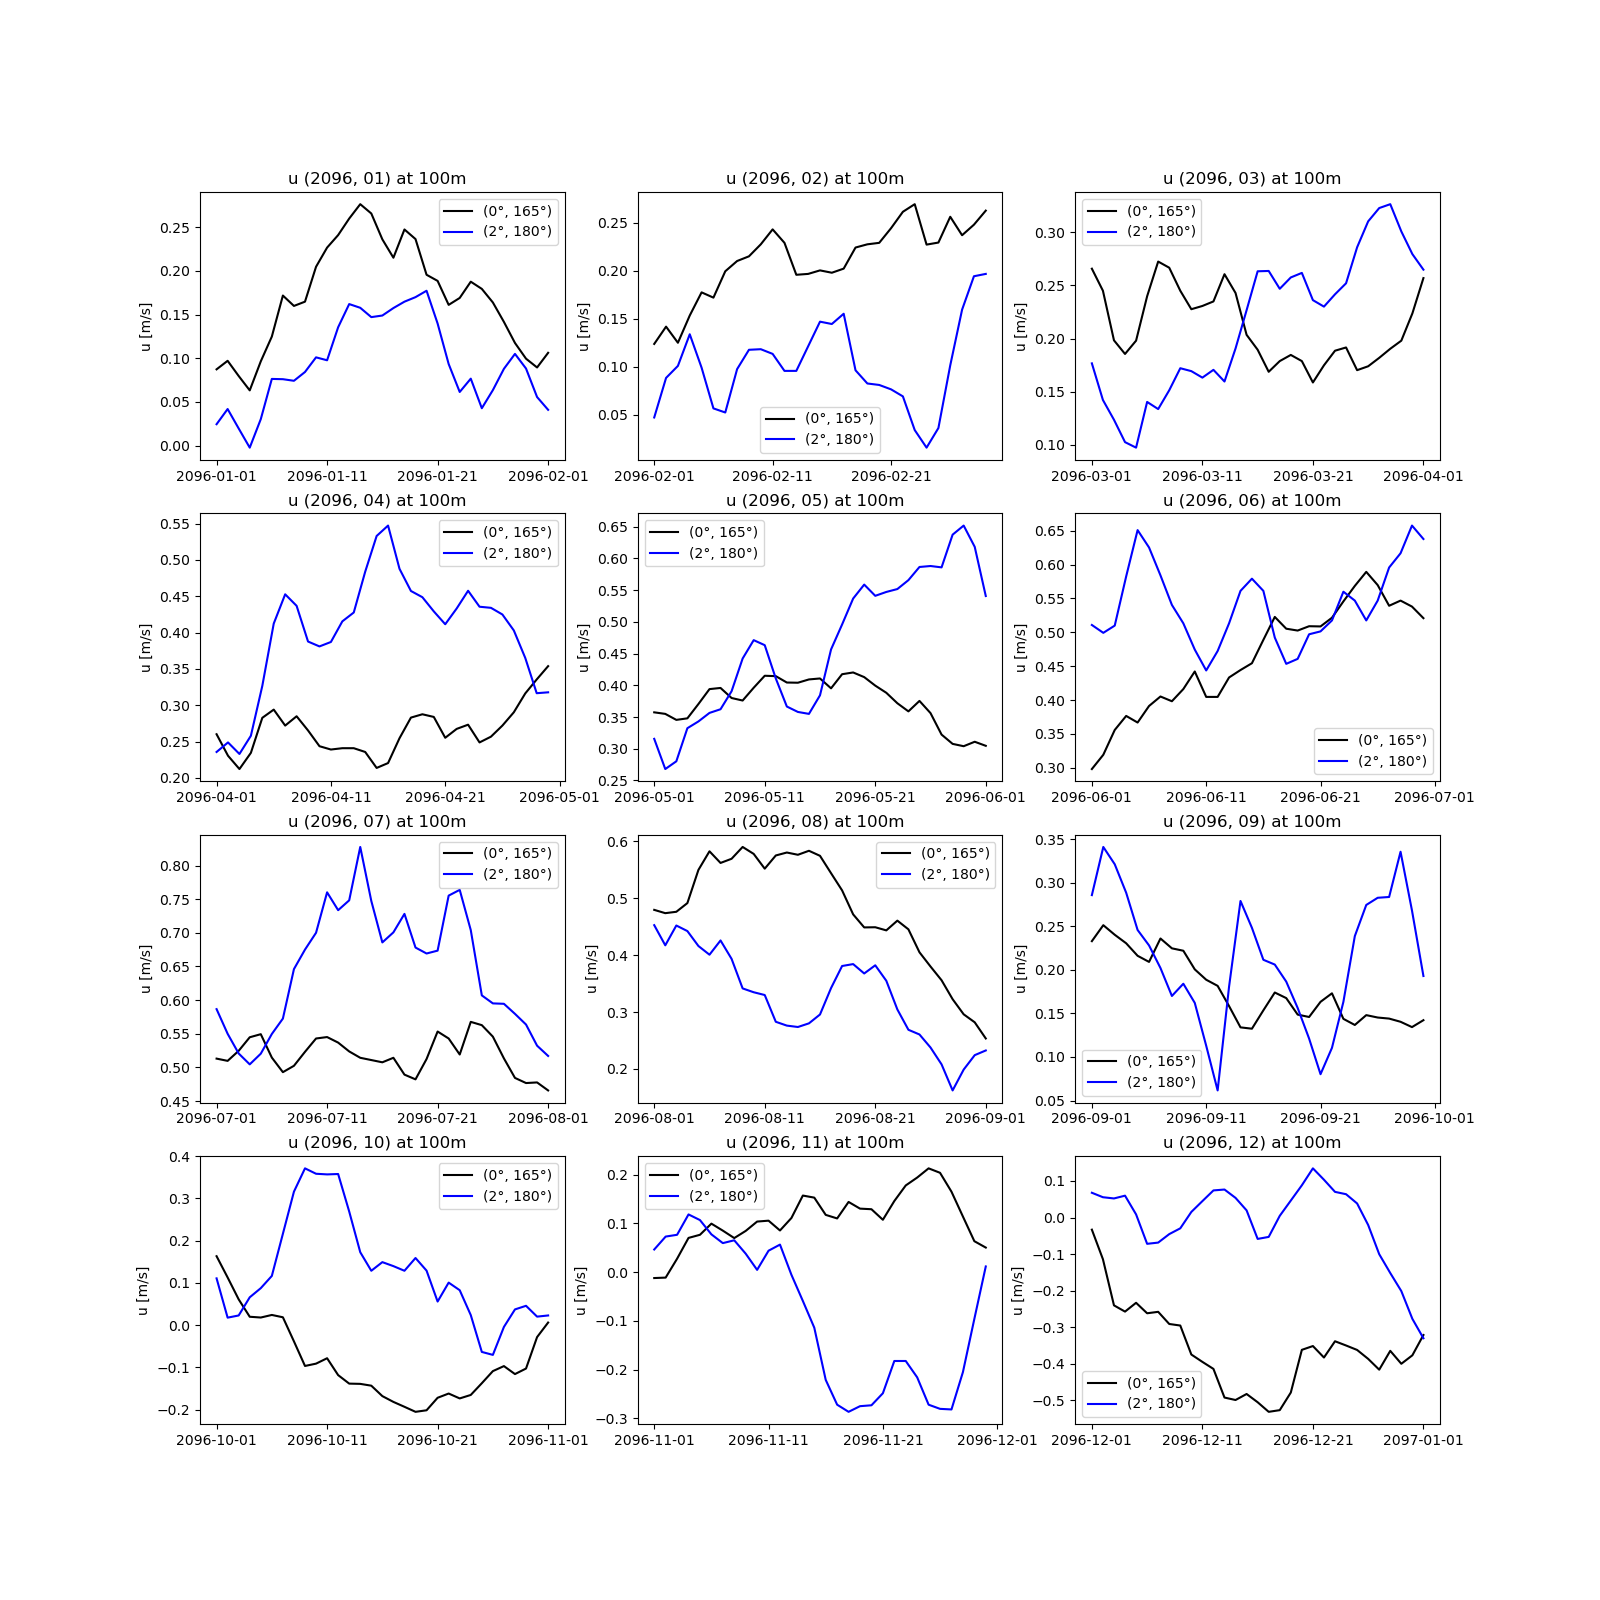 u (2096, 01) at 100m
u [m/s]
0.25
0.20
0.15
0.10
0.05
0.00
(0°, 165°)
(2°, 180°)
2096-01-01 2096-01-11 2096-01-21 2096-02-01
u (2096, 02) at 100m
u [m/s]
0.25
0.20
0.15
0.10
0.05
(0°, 165°)
(2°, 180°)
2096-02-01 2096-02-11 2096-02-21
u (2096, 03) at 100m
u [m/s]
0.30
0.25
0.20
0.15
0.10
(0°, 165°)
(2°, 180°)
2096-03-01 2096-03-11 2096-03-21 2096-04-01
u (2096, 04) at 100m
u [m/s]
0.55
0.50
0.45
0.40
0.35
0.30
0.25
0.20
(0°, 165°)
(2°, 180°)
2096-04-01 2096-04-11 2096-04-21 2096-05-01
u (2096, 05) at 100m
u [m/s]
0.65
0.60
0.55
0.50
0.45
0.40
0.35
0.30
0.25
(0°, 165°)
(2°, 180°)
2096-05-01 2096-05-11 2096-05-21 2096-06-01
u (2096, 06) at 100m
u [m/s]
0.65
0.60
0.55
0.50
0.45
0.40
0.35
0.30
(0°, 165°)
(2°, 180°)
2096-06-01 2096-06-11 2096-06-21 2096-07-01
u (2096, 07) at 100m
u [m/s]
0.80
0.75
0.70
0.65
0.60
0.55
0.50
0.45
(0°, 165°)
(2°, 180°)
2096-07-01 2096-07-11 2096-07-21 2096-08-01
u (2096, 08) at 100m
u [m/s]
0.6
0.5
0.4
0.3
0.2
(0°, 165°)
(2°, 180°)
2096-08-01 2096-08-11 2096-08-21 2096-09-01
u (2096, 09) at 100m
u [m/s]
0.35
0.30
0.25
0.20
0.15
0.10
0.05
(0°, 165°)
(2°, 180°)
2096-09-01 2096-09-11 2096-09-21 2096-10-01
u (2096, 10) at 100m
u [m/s]
0.4
0.3
0.2
0.1
0.0
−0.1
−0.2
(0°, 165°)
(2°, 180°)
2096-10-01 2096-10-11 2096-10-21 2096-11-01
u (2096, 11) at 100m
u [m/s]
0.2
0.1
0.0
−0.1
−0.2
−0.3
(0°, 165°)
(2°, 180°)
2096-11-01 2096-11-11 2096-11-21 2096-12-01
u (2096, 12) at 100m
u [m/s]
0.1
0.0
−0.1
−0.2
−0.3
−0.4
−0.5
(0°, 165°)
(2°, 180°)
2096-12-01 2096-12-11 2096-12-21 2097-01-01